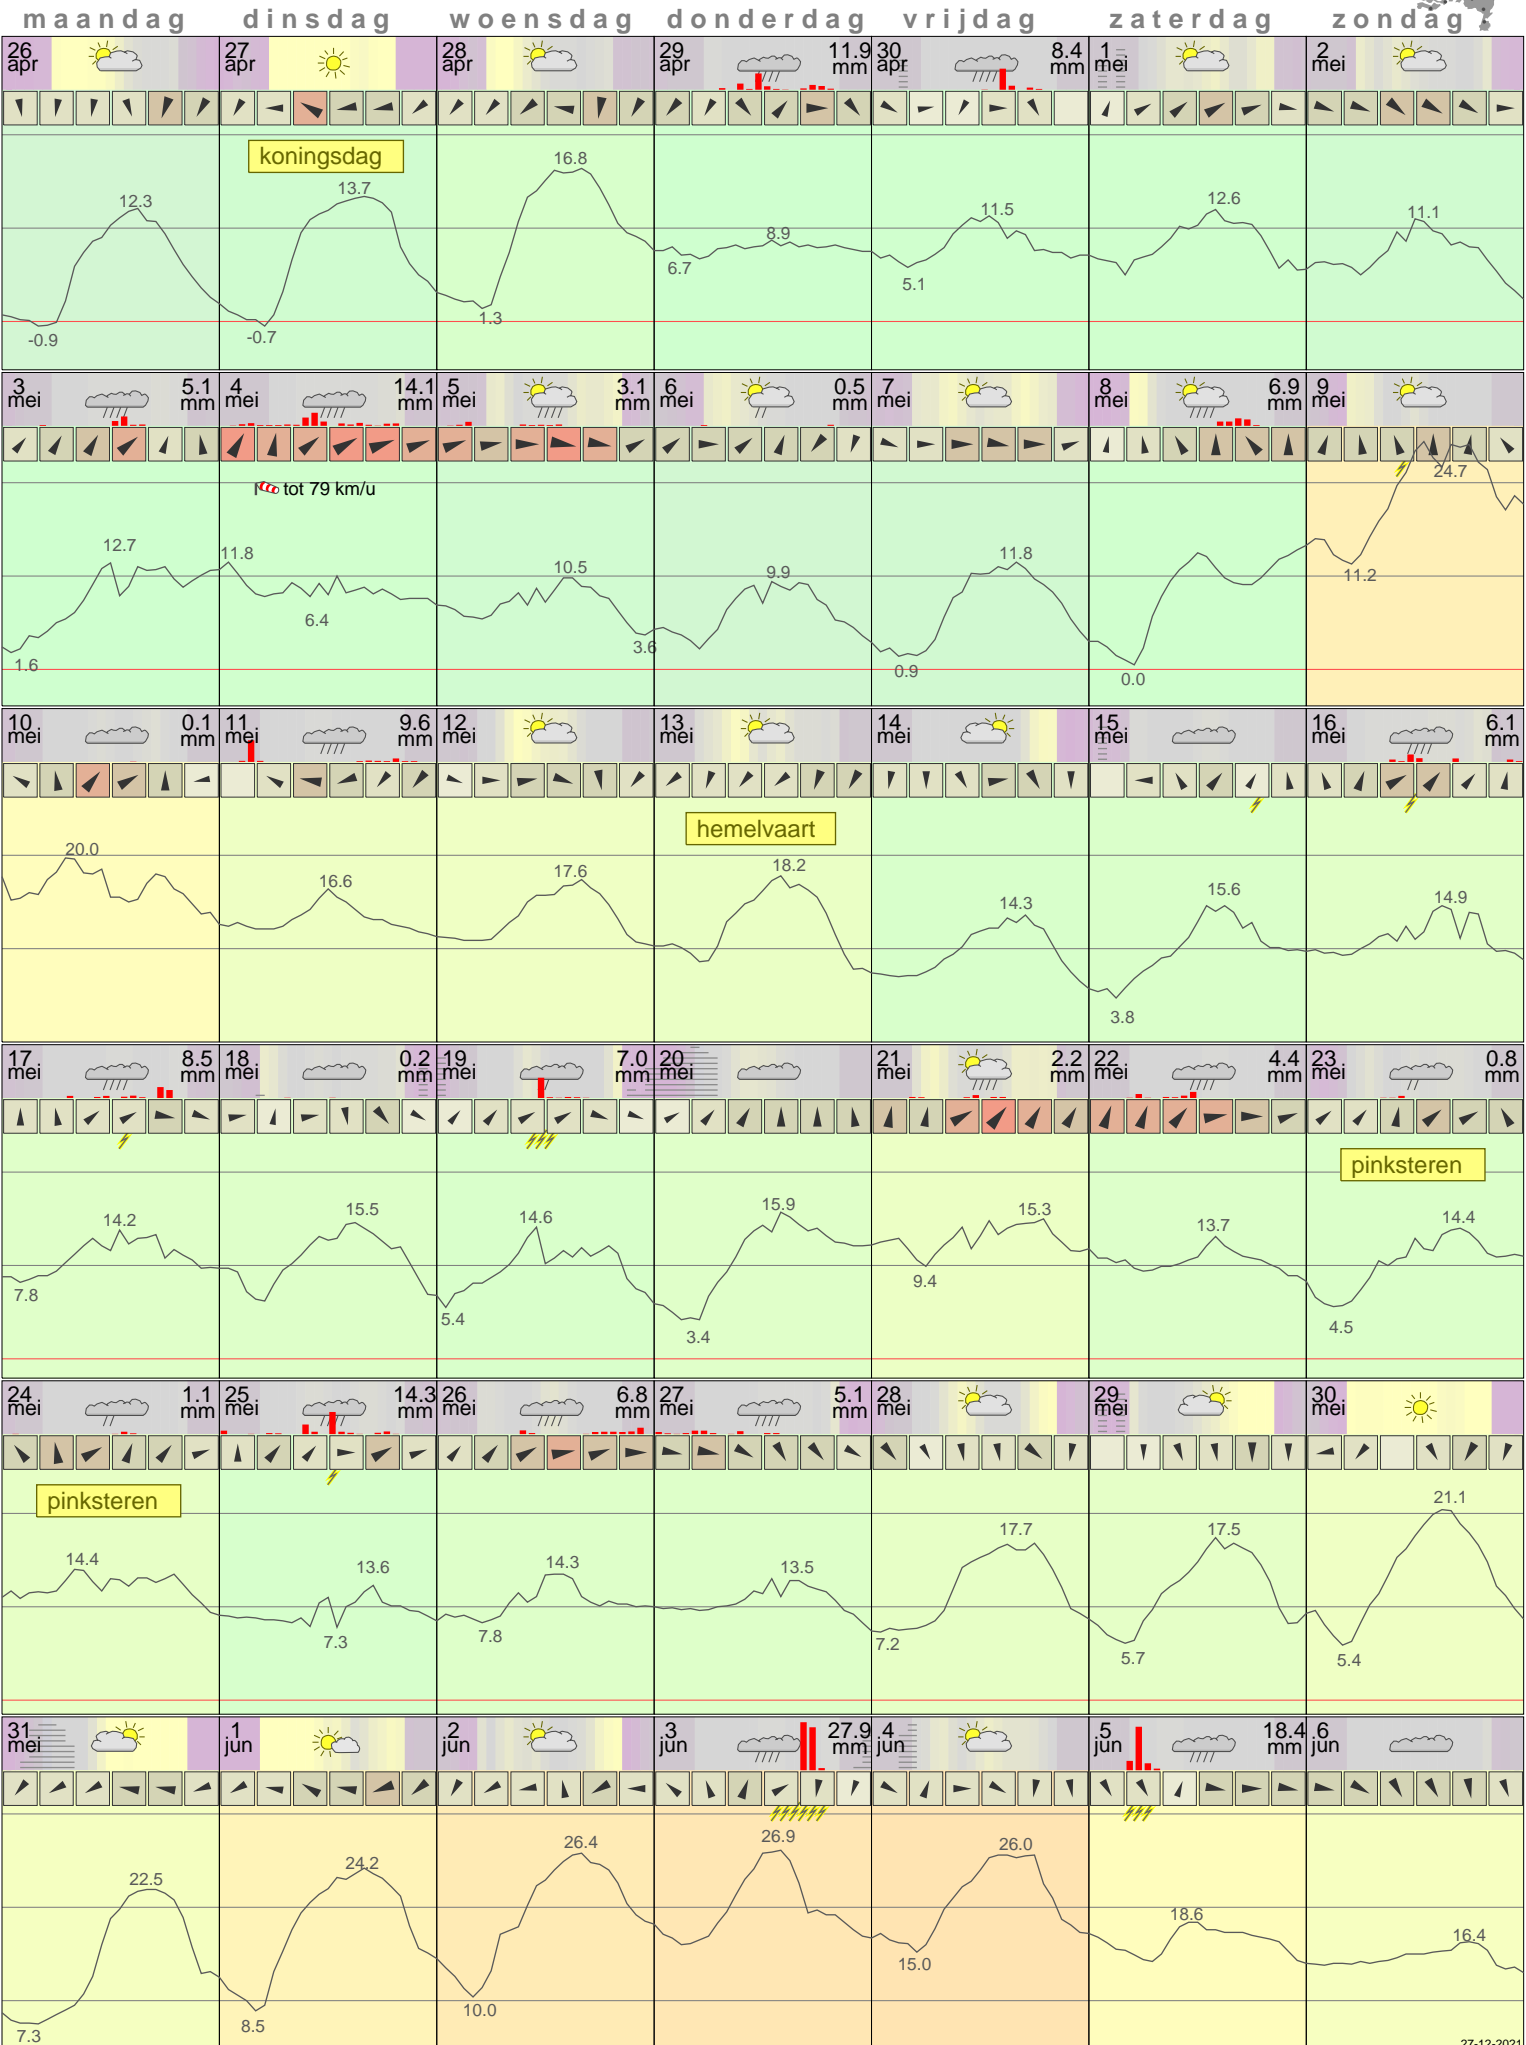 maandag dinsdag woensdag donderdag vrijdag zaterdag zondag
26 apr
27 apr
28 apr
29 apr 11.9 mm
30 apr 8.4 mm
1 mei
2 mei
koningsdag
12.3 13.7 16.8 8.9 11.5 12.6 11.1
-0.9 -0.7 1.3 6.7 5.1
3 mei 5.1 mm
4 mei 14.1 mm
5 mei 3.1 mm
6 mei 0.5 mm
7 mei
8 mei 6.9 mm
9 mei
tot 79 km/u
12.7 11.8 10.5 9.9 11.8 24.7
1.6 6.4 3.6 0.9 0.0 11.2
10 mei 0.1 mm
11 mei 9.6 mm
12 mei
13 mei
14 mei
15 mei
16 mei 6.1 mm
hemelvaart
20.0 16.6 17.6 18.2 14.3 15.6 14.9
3.8
17 mei 8.5 mm
18 mei 0.2 mm
19 mei 7.0 mm
20 mei
21 mei 2.2 mm
22 mei 4.4 mm
23 mei 0.8 mm
pinksteren
14.2 15.5 14.6 15.9 15.3 13.7 14.4
7.8 5.4 3.4 9.4 4.5
24 mei 1.1 mm
25 mei 14.3 mm
26 mei 6.8 mm
27 mei 5.1 mm
28 mei
29 mei
30 mei
pinksteren
14.4 13.6 14.3 13.5 17.7 17.5 21.1
7.3 7.8 7.2 5.7 5.4
31 mei
1 jun
2 jun
3 jun 27.9 mm
4 jun
5 jun 18.4 mm
6 jun
22.5 24.2 26.4 26.9 26.0 18.6 16.4
7.3 8.5 10.0 15.0
27-12-2021